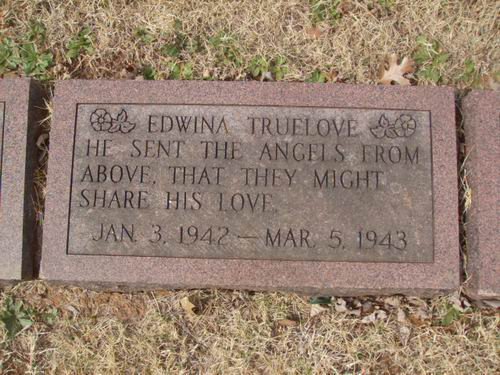 EDWINA TRUELOVE
HE SENT THE ANGELS FROM
ABOVE, THAT THEY MIGHT
SHARE HIS LOVE.
JAN. 3, 1942 — MAR. 5, 1943